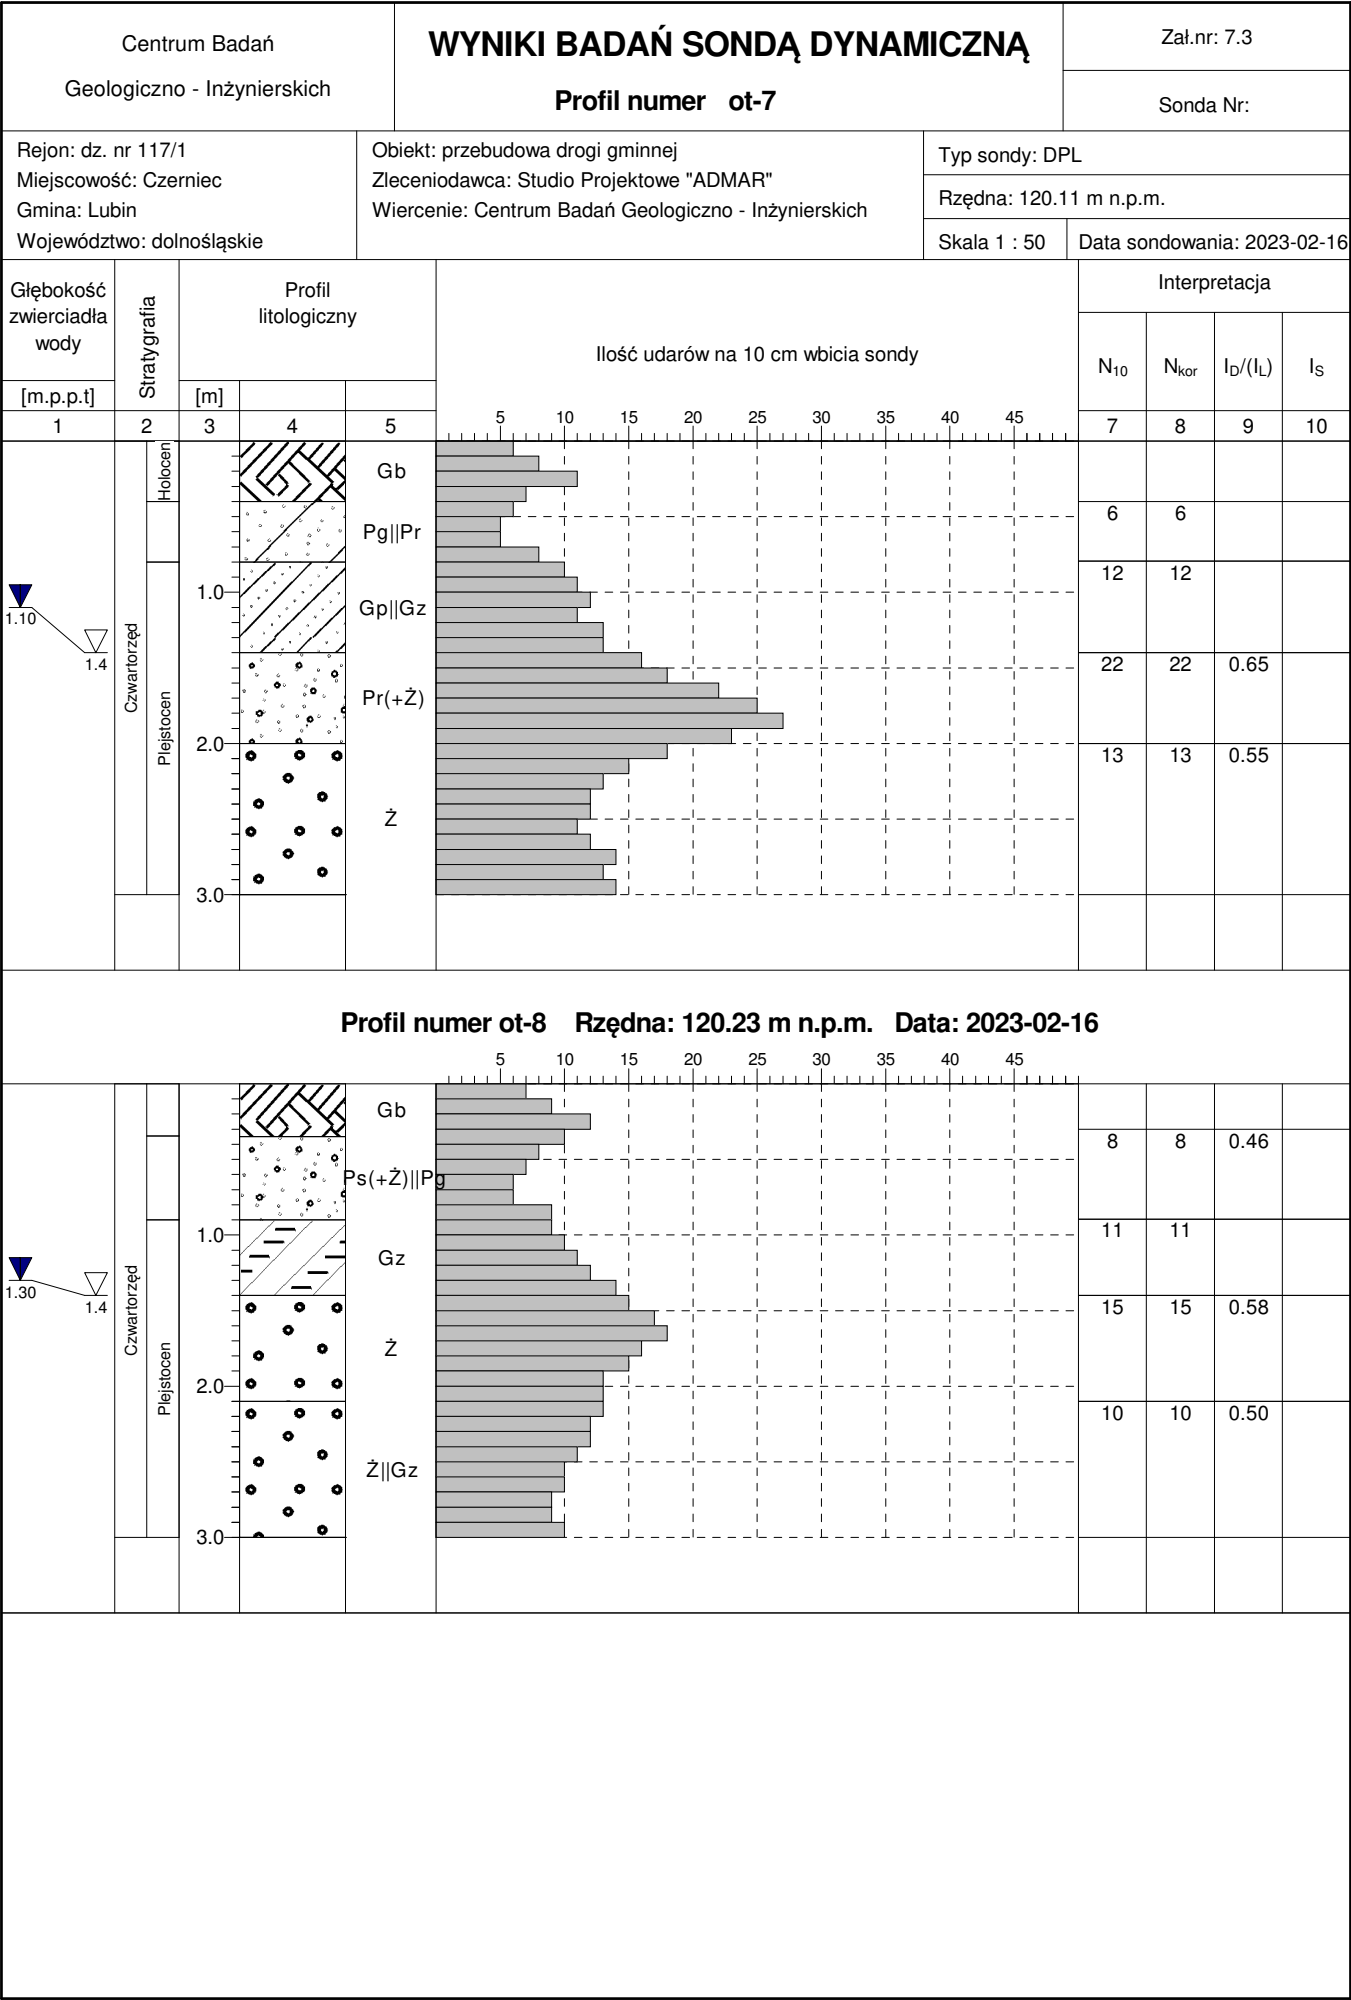 Centrum Badań
Geologiczno - Inżynierskich
WYNIKI BADAŃ SONDĄ DYNAMICZNĄ
Profil numer ot-7
Zał.nr: 7.3
Sonda Nr:
Rejon: dz. nr 117/1
Miejscowość: Czerniec
Gmina: Lubin
Województwo: dolnośląskie
Obiekt: przebudowa drogi gminnej
Zleceniodawca: Studio Projektowe "ADMAR"
Wiercenie: Centrum Badań Geologiczno - Inżynierskich
Typ sondy: DPL
Rzędna: 120.11 m n.p.m.
Skala 1 : 50
Data sondowania: 2023-02-16
Głębokość
zwierciadła
wody
[m.p.p.t]
Stratygrafia
Profil
litologiczny
[m]
Ilość udarów na 10 cm wbicia sondy
Interpretacja
N10 Nkor ID/(IL) IS
1 2 3 4 5
5 10 15 20 25 30 35 40 45
7 8 9 10
Holocen
Gb
Pg||Pr
6 6
12 12
1.0
Gp||Gz
1.10
1.4
Czwartorzęd
Plejstocen
Pr(+Ż)
22 22 0.65
2.0
13 13 0.55
Ż
3.0
Profil numer ot-8 Rzędna: 120.23 m n.p.m. Data: 2023-02-16
5 10 15 20 25 30 35 40 45
Gb
8 8 0.46
Ps(+Ż)||Pg
1.0
11 11
Gz
1.30
1.4
Czwartorzęd
Plejstocen
15 15 0.58
Ż
2.0
10 10 0.50
Ż||Gz
3.0